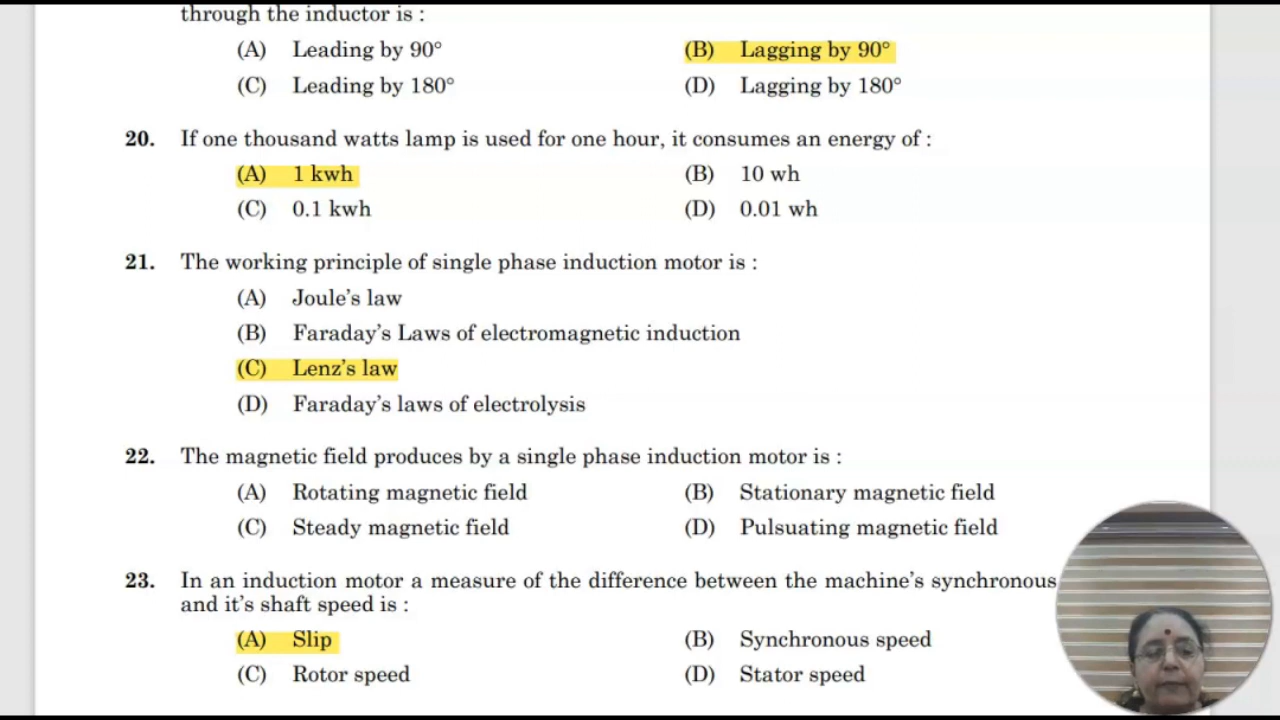 through the inductor is :
(A) Leading by 90° (B) Lagging by 90°
(C) Leading by 180° (D) Lagging by 180°
20. If one thousand watts lamp is used for one hour, it consumes an energy of :
(A) 1 kwh (B) 10 wh
(C) 0.1 kwh (D) 0.01 wh
21. The working principle of single phase induction motor is :
(A) Joule's law
(B) Faraday's Laws of electromagnetic induction
(C) Lenz's law
(D) Faraday's laws of electrolysis
22. The magnetic field produces by a single phase induction motor is :
(A) Rotating magnetic field (B) Stationary magnetic field
(C) Steady magnetic field (D) Pulsuating magnetic field
23. In an induction motor a measure of the difference between the machine's synchronous
and it's shaft speed is :
(A) Slip (B) Synchronous speed
(C) Rotor speed (D) Stator speed